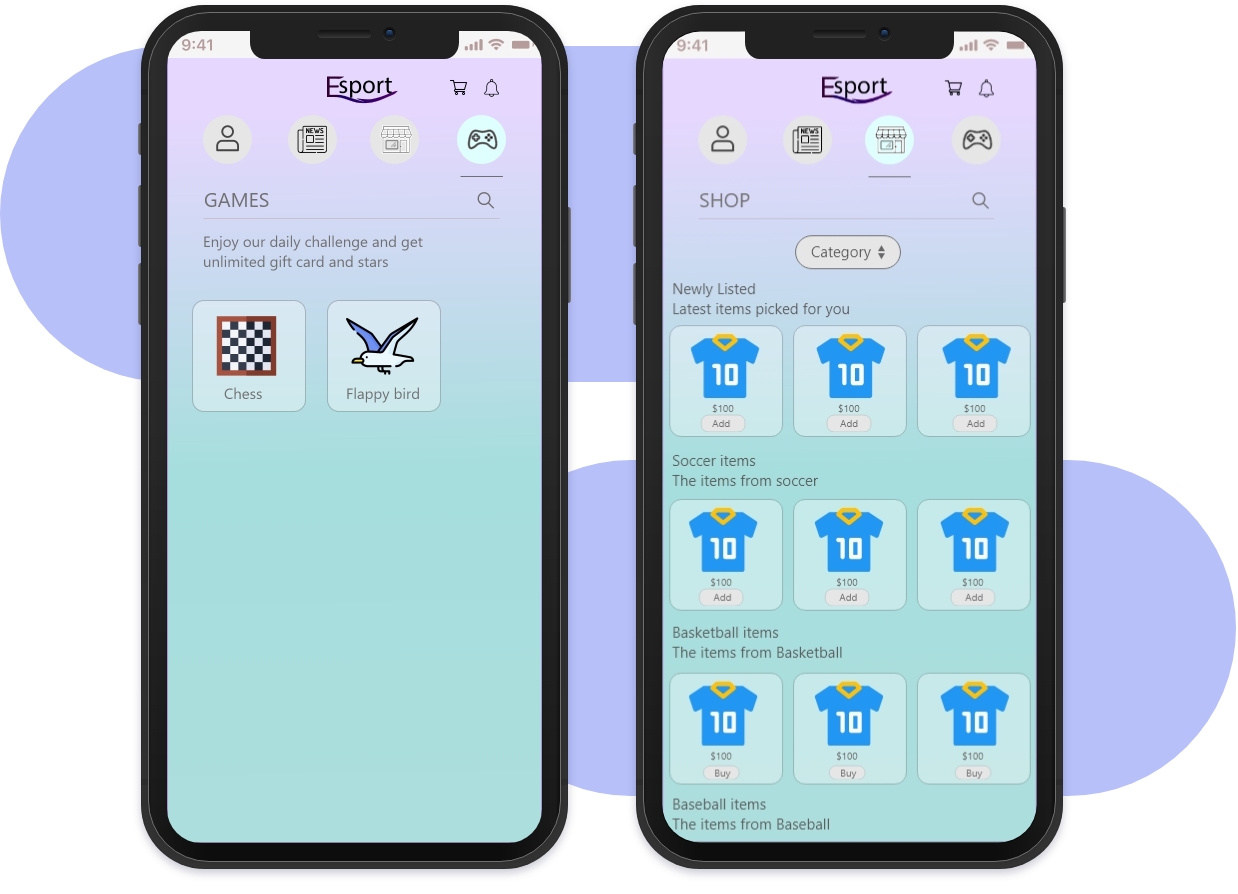 9:41
Esport
NEWS
GAMES
Enjoy our daily challenge and get
unlimited gift card and stars
Chess
Flappy bird
9:41
Esport
NEWS
SHOP
Category
Newly Listed
Latest items picked for you
10 10 10
$100 $100 $100
Add Add Add
Soccer items
The items from soccer
10 10 10
$100 $100 $100
Add Add Add
Basketball items
The items from Basketball
10 10 10
$100 $100 $100
Buy Buy Buy
Baseball items
The items from Baseball